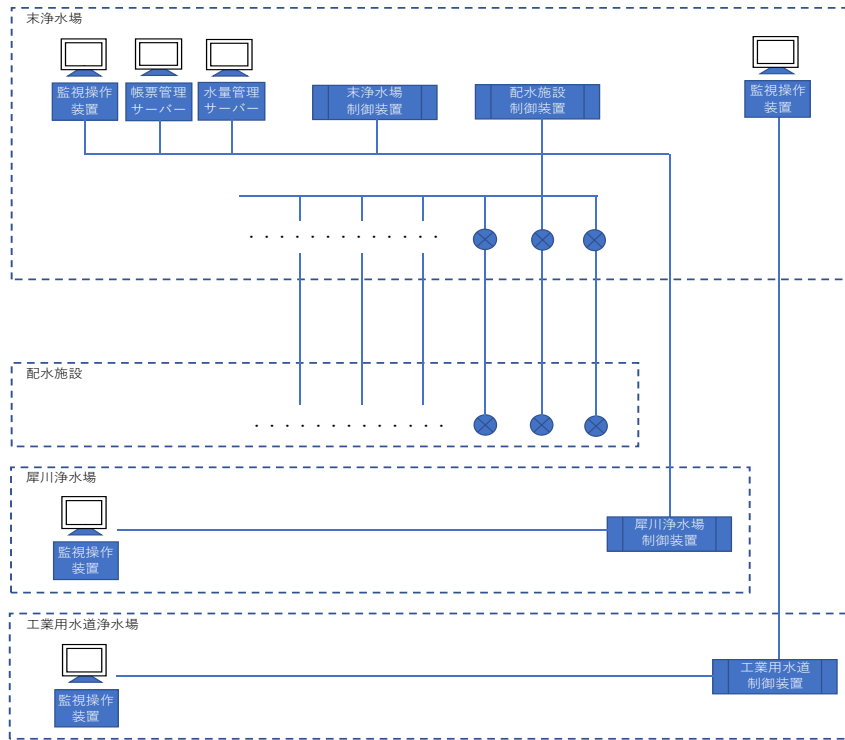 末浄水場
監視操作
装置
帳票管理
サーバー
水量管理
サーバー
末浄水場
制御装置
配水施設
制御装置
監視操作
装置
配水施設
犀川浄水場
監視操作
装置
犀川浄水場
制御装置
工業用水道浄水場
監視操作
装置
工業用水道
制御装置